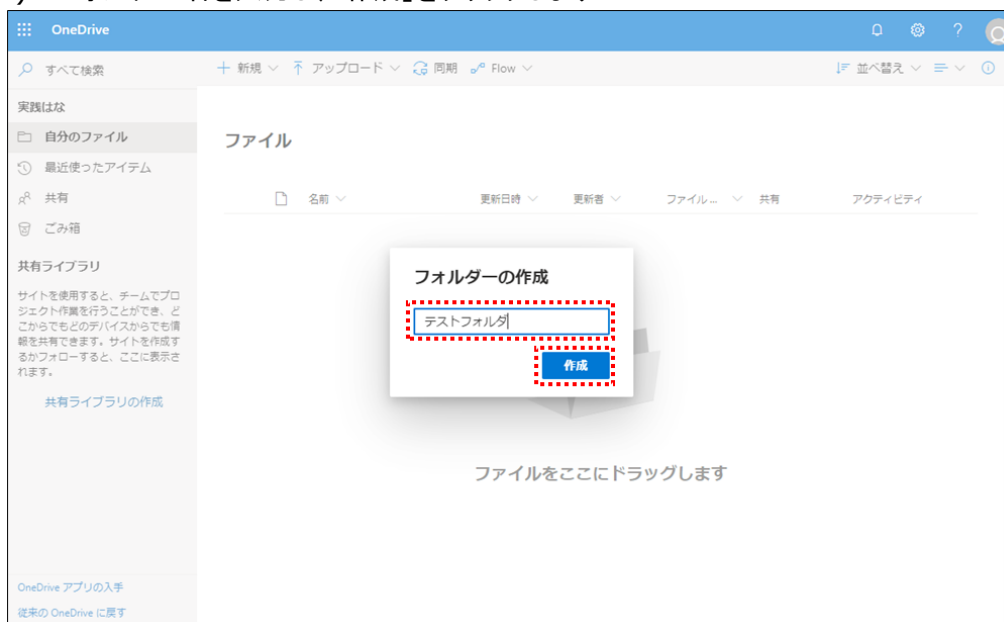 OneDrive
?
すべて検索
新規 アップロード 同期 Flow 並べ替え
実践はな
自分のファイル
ファイル
最近使ったアイテム
共有
名前 更新日時 更新者 ファイル ... 共有 アクティビティ
ごみ箱
共有ライブラリ
サイトを使用すると、チームでプロ
ジェクト作業を行うことができ、ど
こからでもどのデバイスからでも情
報を共有できます。サイトを作成す
るかフォローすると、ここに表示さ
れます。
共有ライブラリの作成
フォルダーの作成
テストフォルダ
作成
ファイルをここにドラッグします
OneDrive アプリの入手
従来の OneDrive に戻す